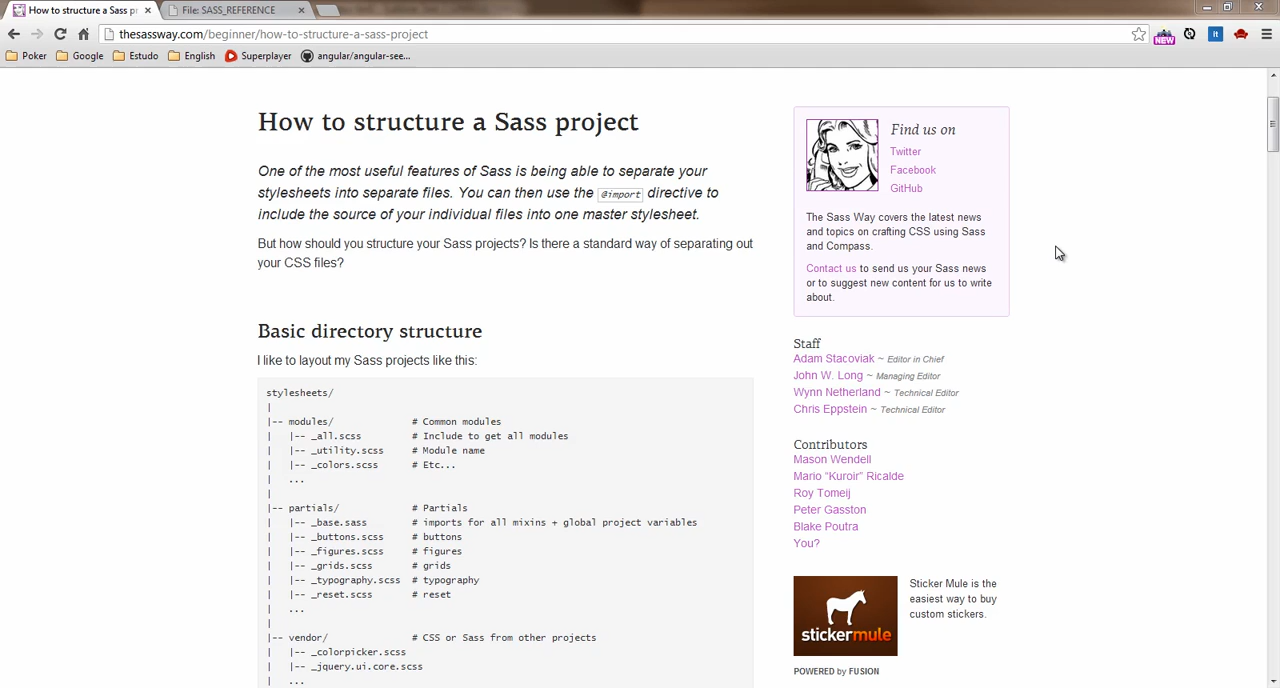 How to structure a Sass pr
File: SASS_REFERENCE
thesassway.com/beginner/how-to-structure-a-sass-project
NEW
It
Poker
Google
Estudo
English
Superplayer
angular/angular-see...
How to structure a Sass project
One of the most useful features of Sass is being able to separate your
stylesheets into separate files. You can then use the @import directive to
include the source of your individual files into one master stylesheet.
But how should you structure your Sass projects? Is there a standard way of separating out
your CSS files?
Basic directory structure
I like to layout my Sass projects like this:
stylesheets/
|
|-- modules/ # Common modules
| |-- _all.scss # Include to get all modules
| |-- _utility.scss # Module name
| |-- _colors.scss # Etc...
| ...
|
|-- partials/ # Partials
| |-- _base.sass # imports for all mixins + global project variables
| |-- _buttons.scss # buttons
| |-- _figures.scss # figures
| |-- _grids.scss # grids
| |-- _typography.scss # typography
| |-- _reset.scss # reset
| ...
|
|-- vendor/ # CSS or Sass from other projects
| |-- _colorpicker.scss
| |-- _jquery.ui.core.scss
| ...
Find us on
Twitter
Facebook
GitHub
The Sass Way covers the latest news
and topics on crafting CSS using Sass
and Compass.
Contact us to send us your Sass news
or to suggest new content for us to write
about.
Staff
Adam Stacoviak ~ Editor in Chief
John W. Long ~ Managing Editor
Wynn Netherland ~ Technical Editor
Chris Eppstein ~ Technical Editor
Contributors
Mason Wendell
Mario “Kuroir” Ricalde
Roy Tomeij
Peter Gasston
Blake Poutra
You?
stickermule
Sticker Mule is the
easiest way to buy
custom stickers.
POWERED by FUSION